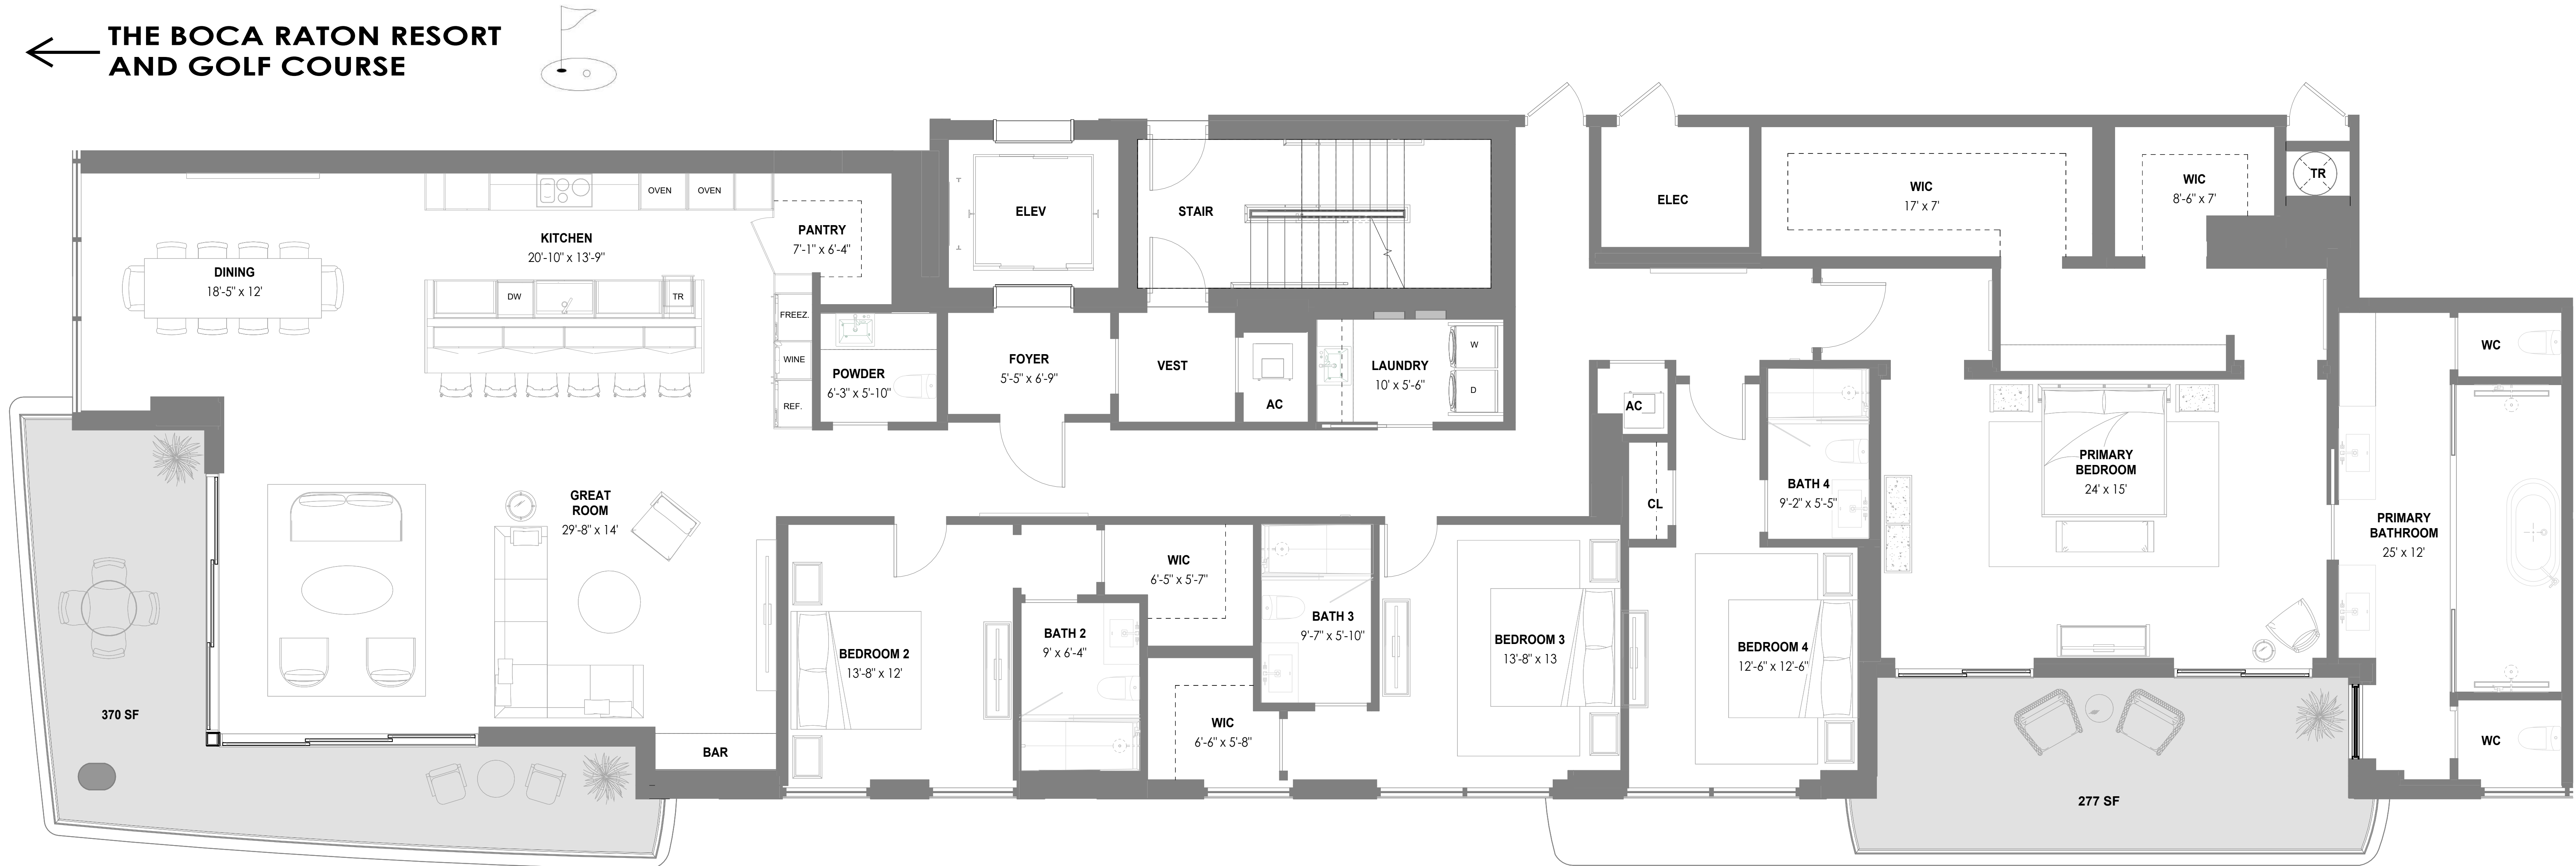 THE BOCA RATON RESORT
AND GOLF COURSE
OVEN
OVEN
KITCHEN
20'-10" x 13'-9"
PANTRY
7'-1" x 6'-4"
DINING
18'-5" x 12'
DW
TR
FREEZ.
WINE
REF.
POWDER
6'-3" x 5'-10"
ELEV
STAIR
FOYER
5'-5" x 6'-9"
VEST
AC
LAUNDRY
10' x 5'-6"
W
D
ELEC
WIC
17' x 7'
WIC
8'-6" x 7'
TR
AC
CL
BATH 4
9'-2" x 5'-5"
PRIMARY
BEDROOM
24' x 15'
PRIMARY
BATHROOM
25' x 12'
WC
WC
GREAT
ROOM
29'-8" x 14'
370 SF
BAR
BEDROOM 2
13'-8" x 12'
BATH 2
9' x 6'-4"
WIC
6'-5" x 5'-7"
WIC
6'-6" x 5'-8"
BATH 3
9'-7" x 5'-10"
BEDROOM 3
13'-8" x 13
BEDROOM 4
12'-6" x 12'-6"
277 SF